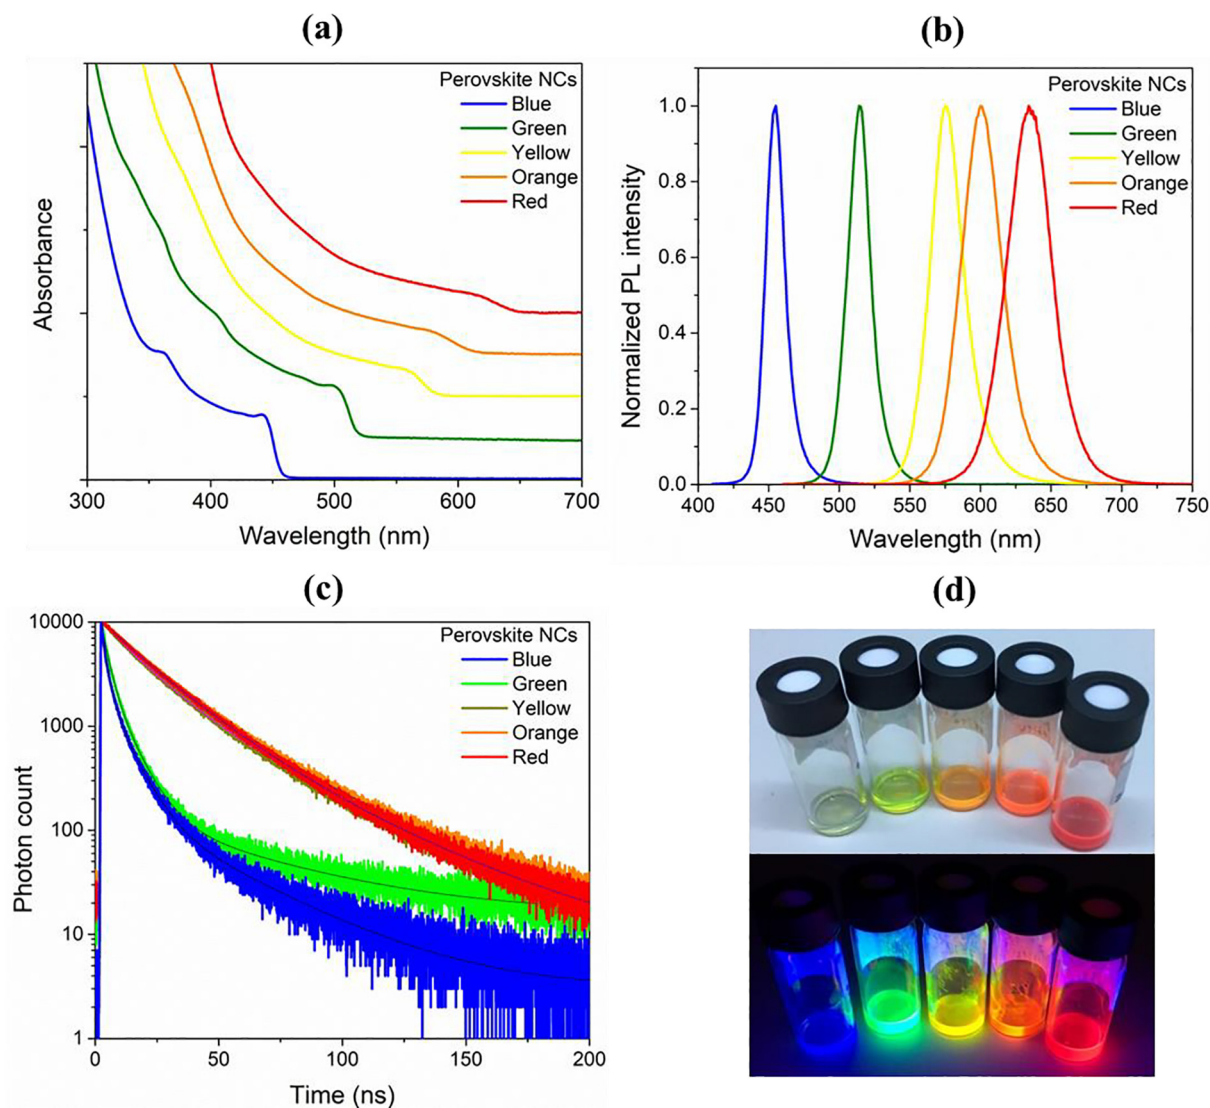 (a)
Perovskite NCs
Blue
Green
Yellow
Orange
Red
Absorbance
300
400
500
600
700
Wavelength (nm)
(b)
Perovskite NCs
Blue
Green
Yellow
Orange
Red
Normalized PL intensity
1.0
0.8
0.6
0.4
0.2
0.0
400
450
500
550
600
650
700
750
Wavelength (nm)
(c)
Perovskite NCs
Blue
Green
Yellow
Orange
Red
Photon count
10000
1000
100
10
1
0
50
100
150
200
Time (ns)
(d)